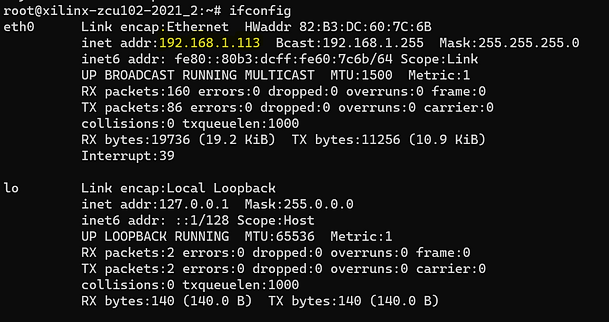 root@xilinx-zcu102-2021_2:~# ifconfig
eth0      Link encap:Ethernet  HWaddr 82:B3:DC:60:7C:6B
          inet addr:192.168.1.113  Bcast:192.168.1.255  Mask:255.255.255.0
          inet6 addr: fe80::80b3:dcff:fe60:7c6b/64 Scope:Link
          UP BROADCAST RUNNING MULTICAST  MTU:1500  Metric:1
          RX packets:160 errors:0 dropped:0 overruns:0 frame:0
          TX packets:86 errors:0 dropped:0 overruns:0 carrier:0
          collisions:0 txqueuelen:1000
          RX bytes:19736 (19.2 KiB)  TX bytes:11256 (10.9 KiB)
          Interrupt:39
lo        Link encap:Local Loopback
          inet addr:127.0.0.1  Mask:255.0.0.0
          inet6 addr: ::1/128 Scope:Host
          UP LOOPBACK RUNNING  MTU:65536  Metric:1
          RX packets:2 errors:0 dropped:0 overruns:0 frame:0
          TX packets:2 errors:0 dropped:0 overruns:0 carrier:0
          collisions:0 txqueuelen:1000
          RX bytes:140 (140.0 B)  TX bytes:140 (140.0 B)